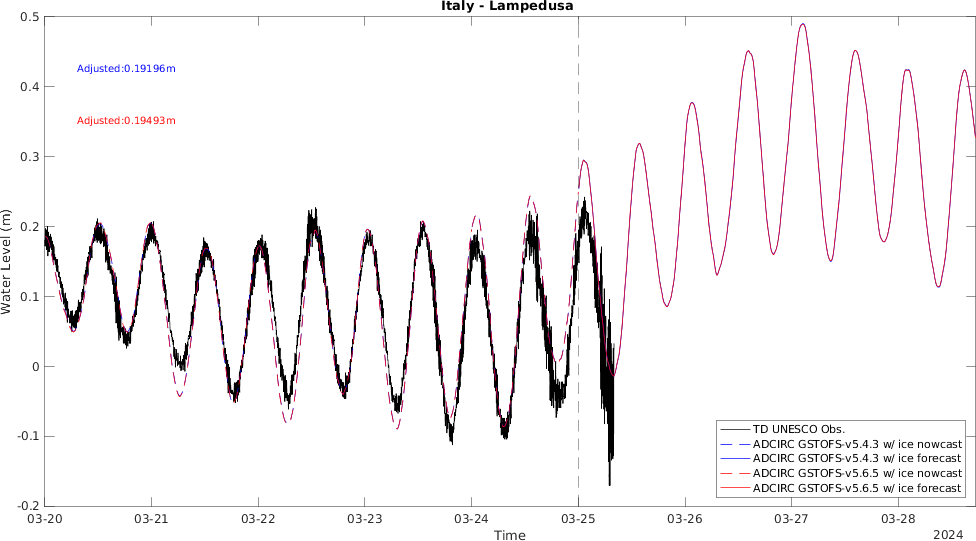 Italy - Lampedusa
0.5
0.4
0.3
0.2
0.1
0
-0.1
-0.2
Water Level (m)
Adjusted:0.19196m
Adjusted:0.19493m
TD UNESCO Obs.
ADCIRC GSTOFS-v5.4.3 w/ ice nowcast
ADCIRC GSTOFS-v5.4.3 w/ ice forecast
ADCIRC GSTOFS-v5.6.5 w/ ice nowcast
ADCIRC GSTOFS-v5.6.5 w/ ice forecast
03-20 03-21 03-22 03-23 03-24 03-25 03-26 03-27 03-28
Time
2024